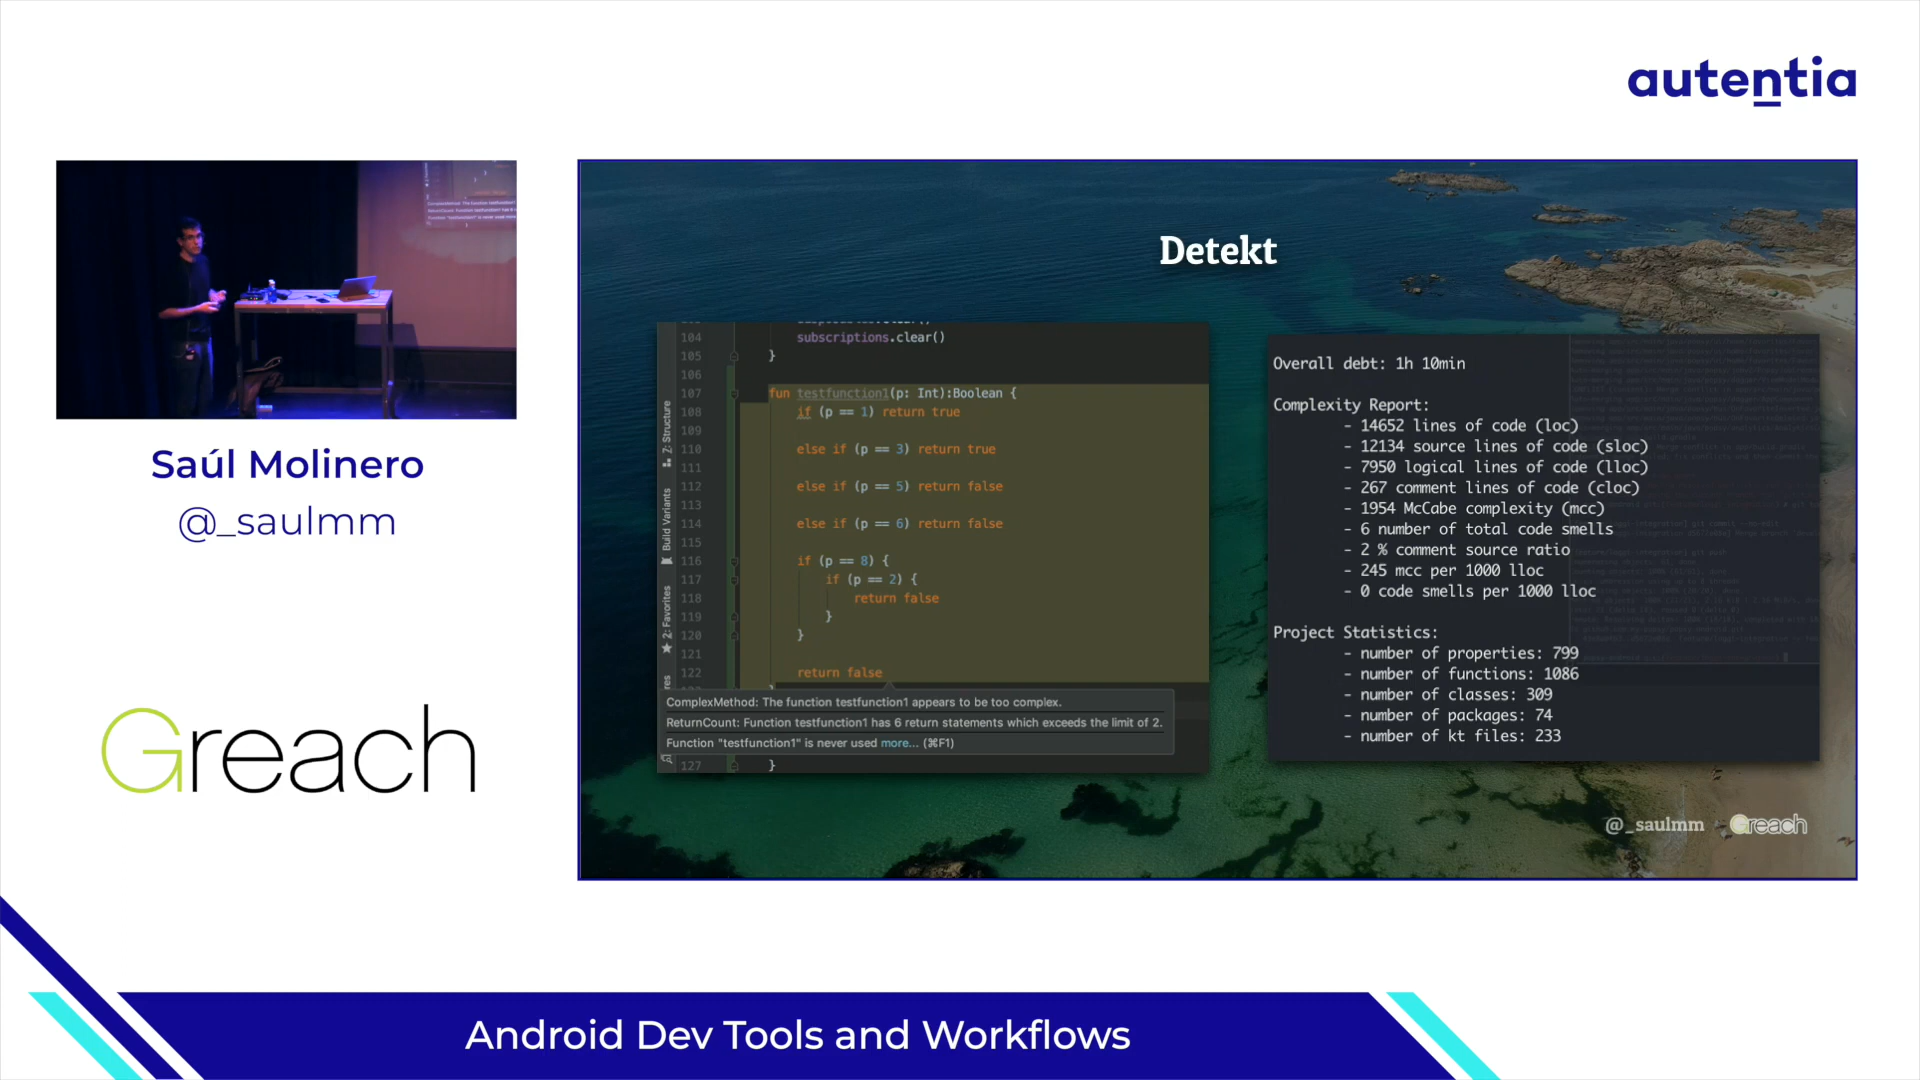 autentia
Saúl Molinero
@_saulmm
Greach
Detekt
104 subscriptions.clear()
105 }
106
107 fun testfunction1(p: Int):Boolean {
108 if (p == 1) return true
109
110 else if (p == 3) return true
111
112 else if (p == 5) return false
113
114 else if (p == 6) return false
115
116 if (p == 8) {
117 if (p == 2) {
118 return false
119 }
120 }
121
122 return false
ComplexMethod: The function testfunction1 appears to be too complex.
ReturnCount: Function testfunction1 has 6 return statements which exceeds the limit of 2.
Function "testfunction1" is never used more... (⌘F1)
127 }
7: Structure
Build Variants
2: Favorites
Overall debt: 1h 10min
Complexity Report:
- 14652 lines of code (loc)
- 12134 source lines of code (sloc)
- 7950 logical lines of code (lloc)
- 267 comment lines of code (cloc)
- 1954 McCabe complexity (mcc)
- 6 number of total code smells
- 2 % comment source ratio
- 245 mcc per 1000 lloc
- 0 code smells per 1000 lloc
Project Statistics:
- number of properties: 799
- number of functions: 1086
- number of classes: 309
- number of packages: 74
- number of kt files: 233
@_saulmm
Greach
Android Dev Tools and Workflows